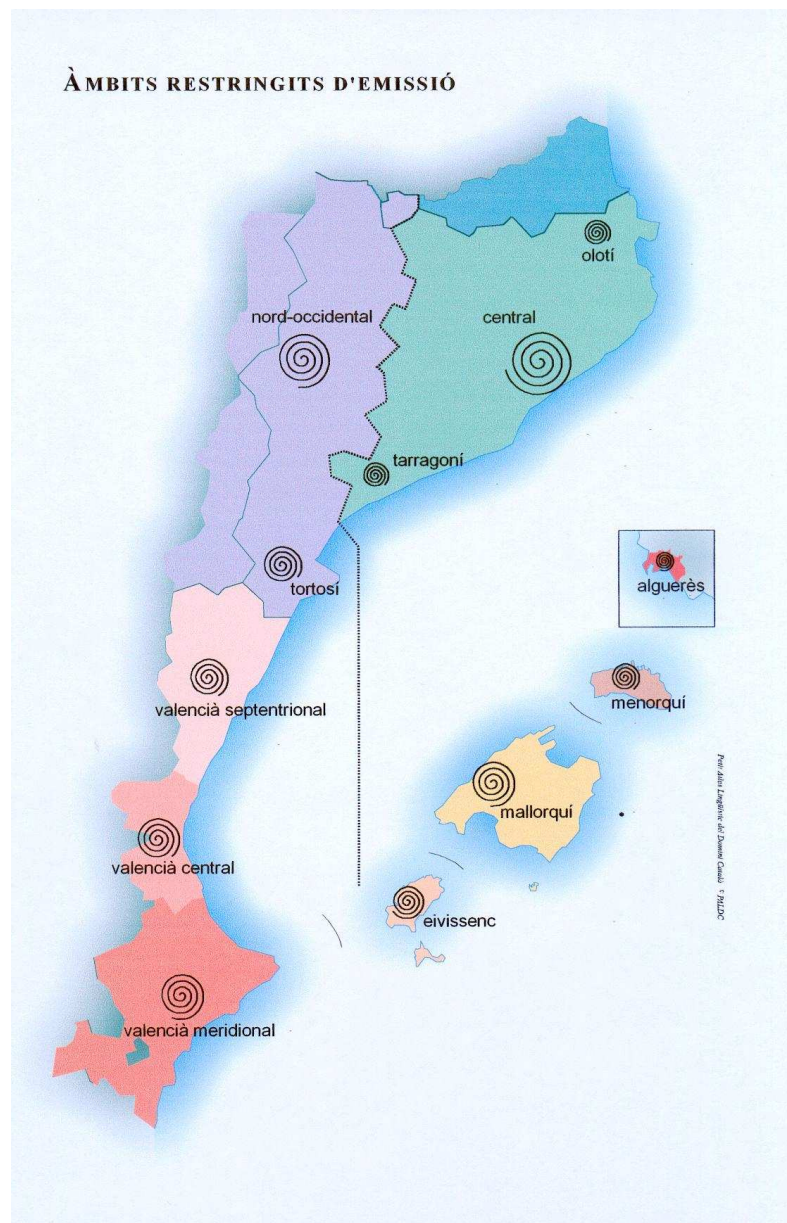 ÀMBITS RESTRINGITS D'EMISSIÓ
olotí
nord-occidental
central
tarragoní
tortosí
alguerès
valencià septentrional
menorquí
mallorquí
valencià central
eivissenc
valencià meridional
Petit Atles Lingüístic del Domini Català © PALDC